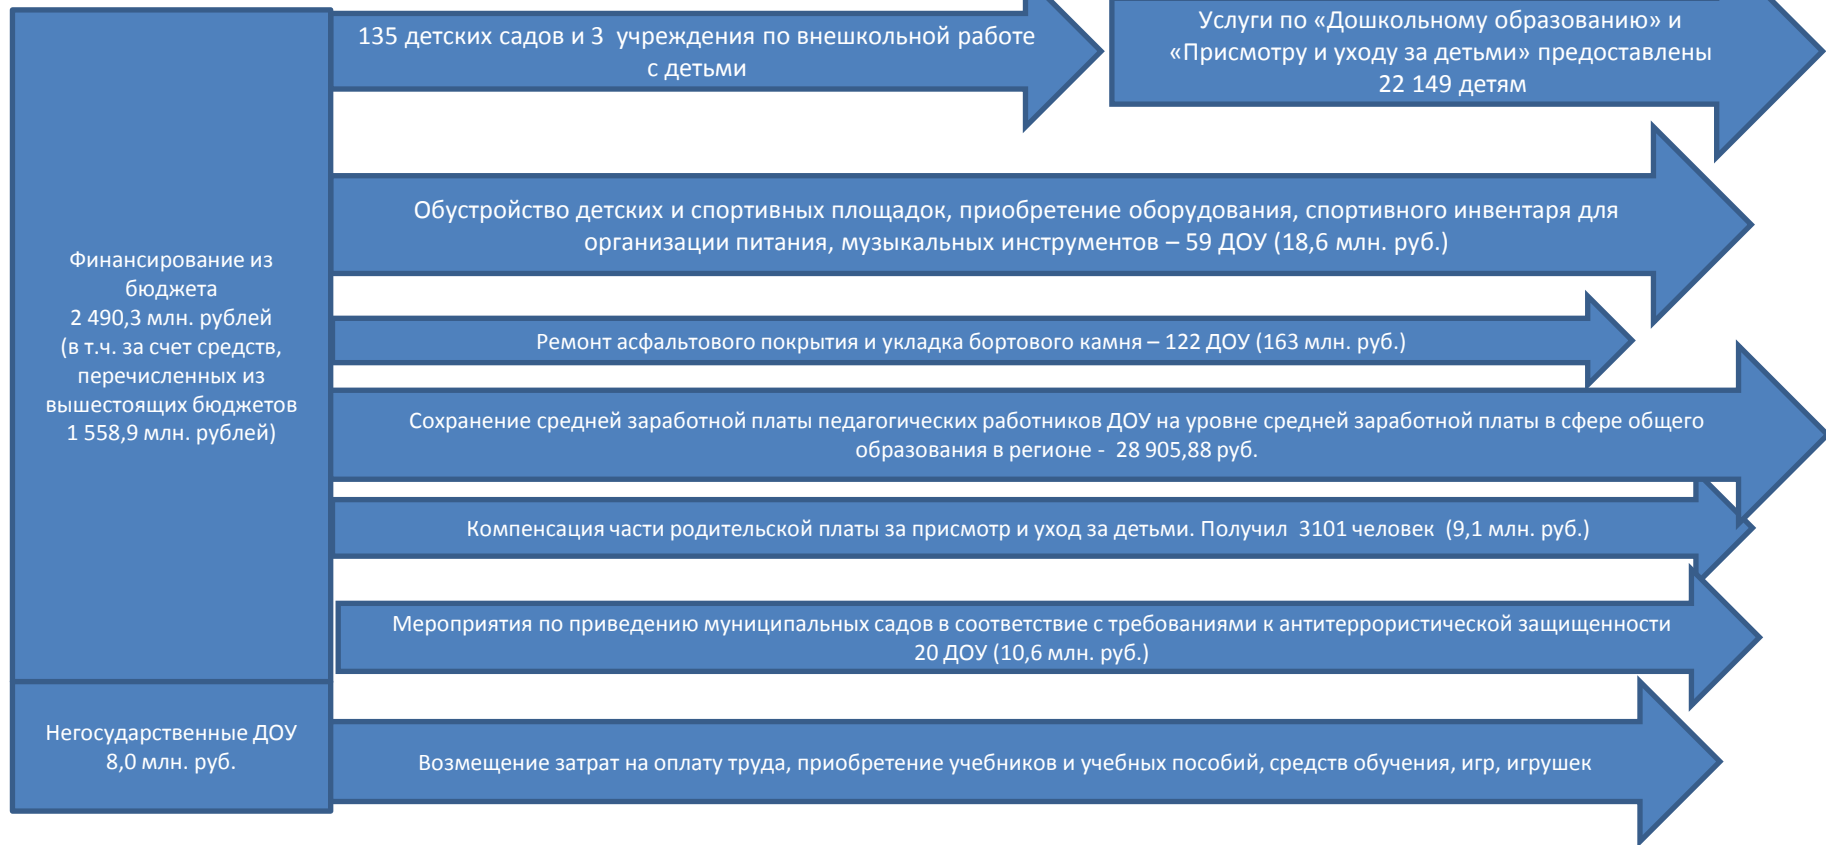 135 детских садов и 3 учреждения по внешкольной работе
с детьми
Услуги по «Дошкольному образованию» и
«Присмотру и уходу за детьми» предоставлены
22 149 детям
Финансирование из
бюджета
2 490,3 млн. рублей
(в т.ч. за счет средств,
перечисленных из
вышестоящих бюджетов
1 558,9 млн. рублей)
Обустройство детских и спортивных площадок, приобретение оборудования, спортивного инвентаря для
организации питания, музыкальных инструментов – 59 ДОУ (18,6 млн. руб.)
Ремонт асфальтового покрытия и укладка бортового камня – 122 ДОУ (163 млн. руб.)
Сохранение средней заработной платы педагогических работников ДОУ на уровне средней заработной платы в сфере общего
образования в регионе - 28 905,88 руб.
Компенсация части родительской платы за присмотр и уход за детьми. Получил 3101 человек (9,1 млн. руб.)
Мероприятия по приведению муниципальных садов в соответствие с требованиями к антитеррористической защищенности
20 ДОУ (10,6 млн. руб.)
Негосударственные ДОУ
8,0 млн. руб.
Возмещение затрат на оплату труда, приобретение учебников и учебных пособий, средств обучения, игр, игрушек